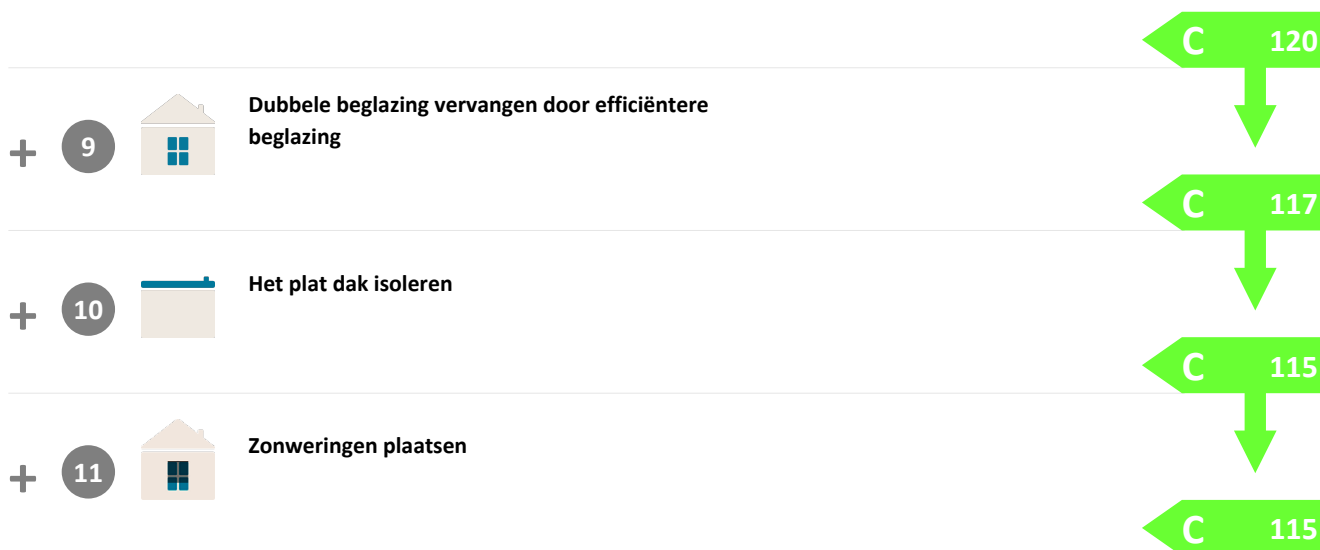 C 120
Dubbele beglazing vervangen door efficiëntere
+ 9
beglazing
C 117
Het plat dak isoleren
+ 10
C 115
Zonweringen plaatsen
+ 11
C 115